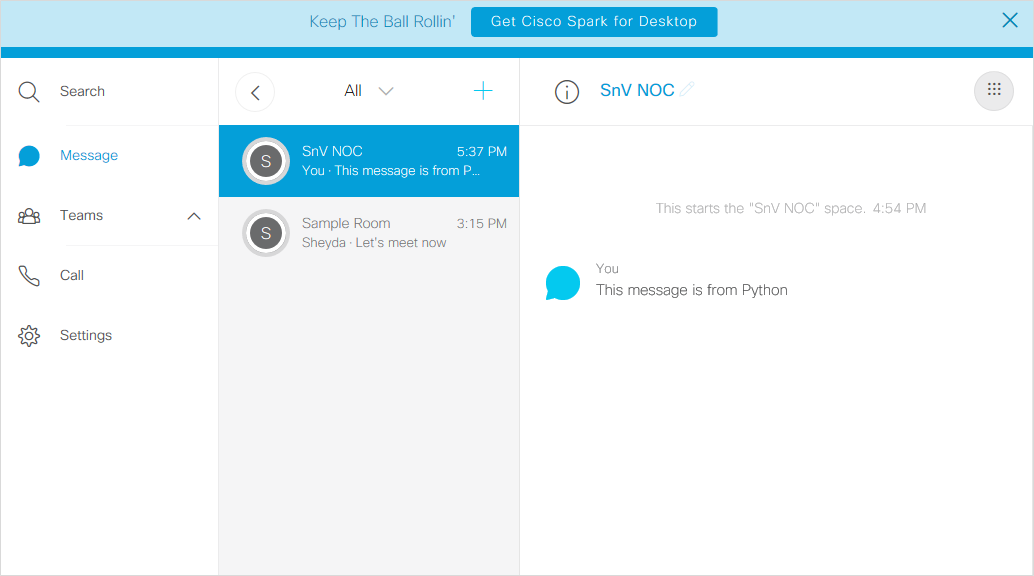 Keep The Ball Rollin' Get Cisco Spark for Desktop
Search
Message
Teams
Call
Settings
All
S
SnV NOC 5:37 PM
You · This message is from P...
S
Sample Room 3:15 PM
Sheyda · Let's meet now
SnV NOC
This starts the "SnV NOC" space. 4:54 PM
You
This message is from Python